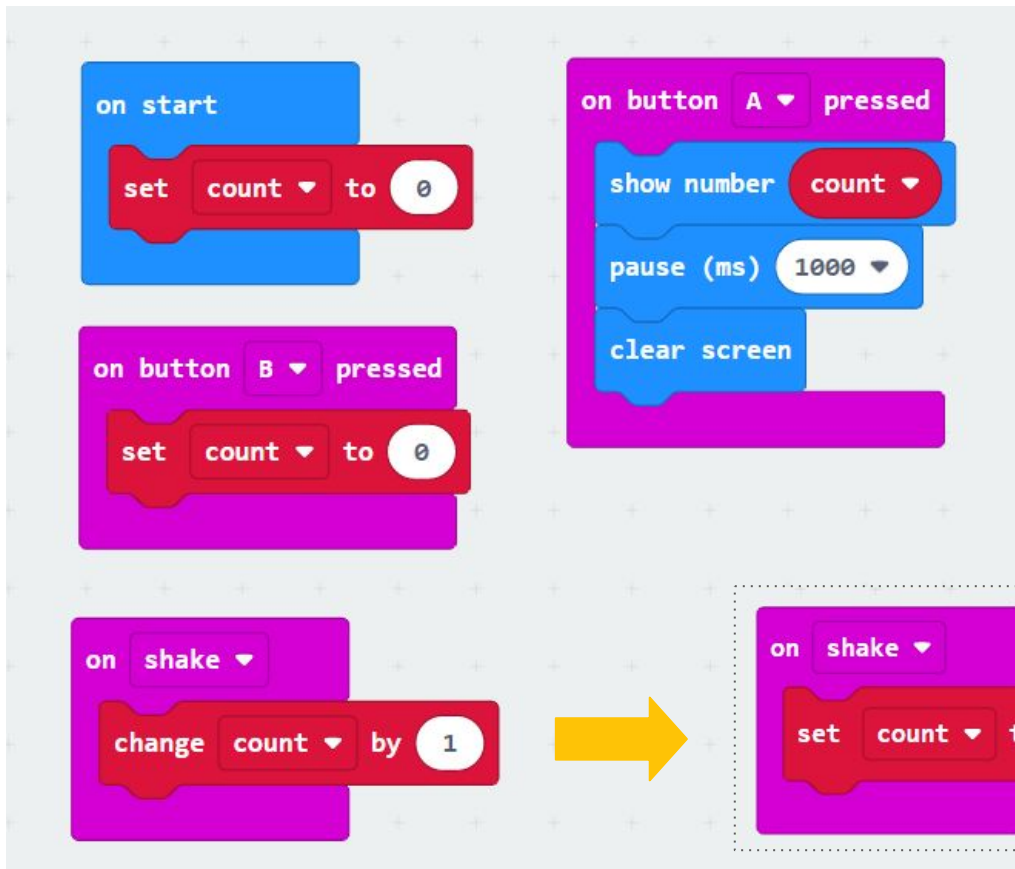 on start
set count to 0
on button A pressed
show number count
pause (ms) 1000
clear screen
on button B pressed
set count to 0
on shake
change count by 1
on shake
set count